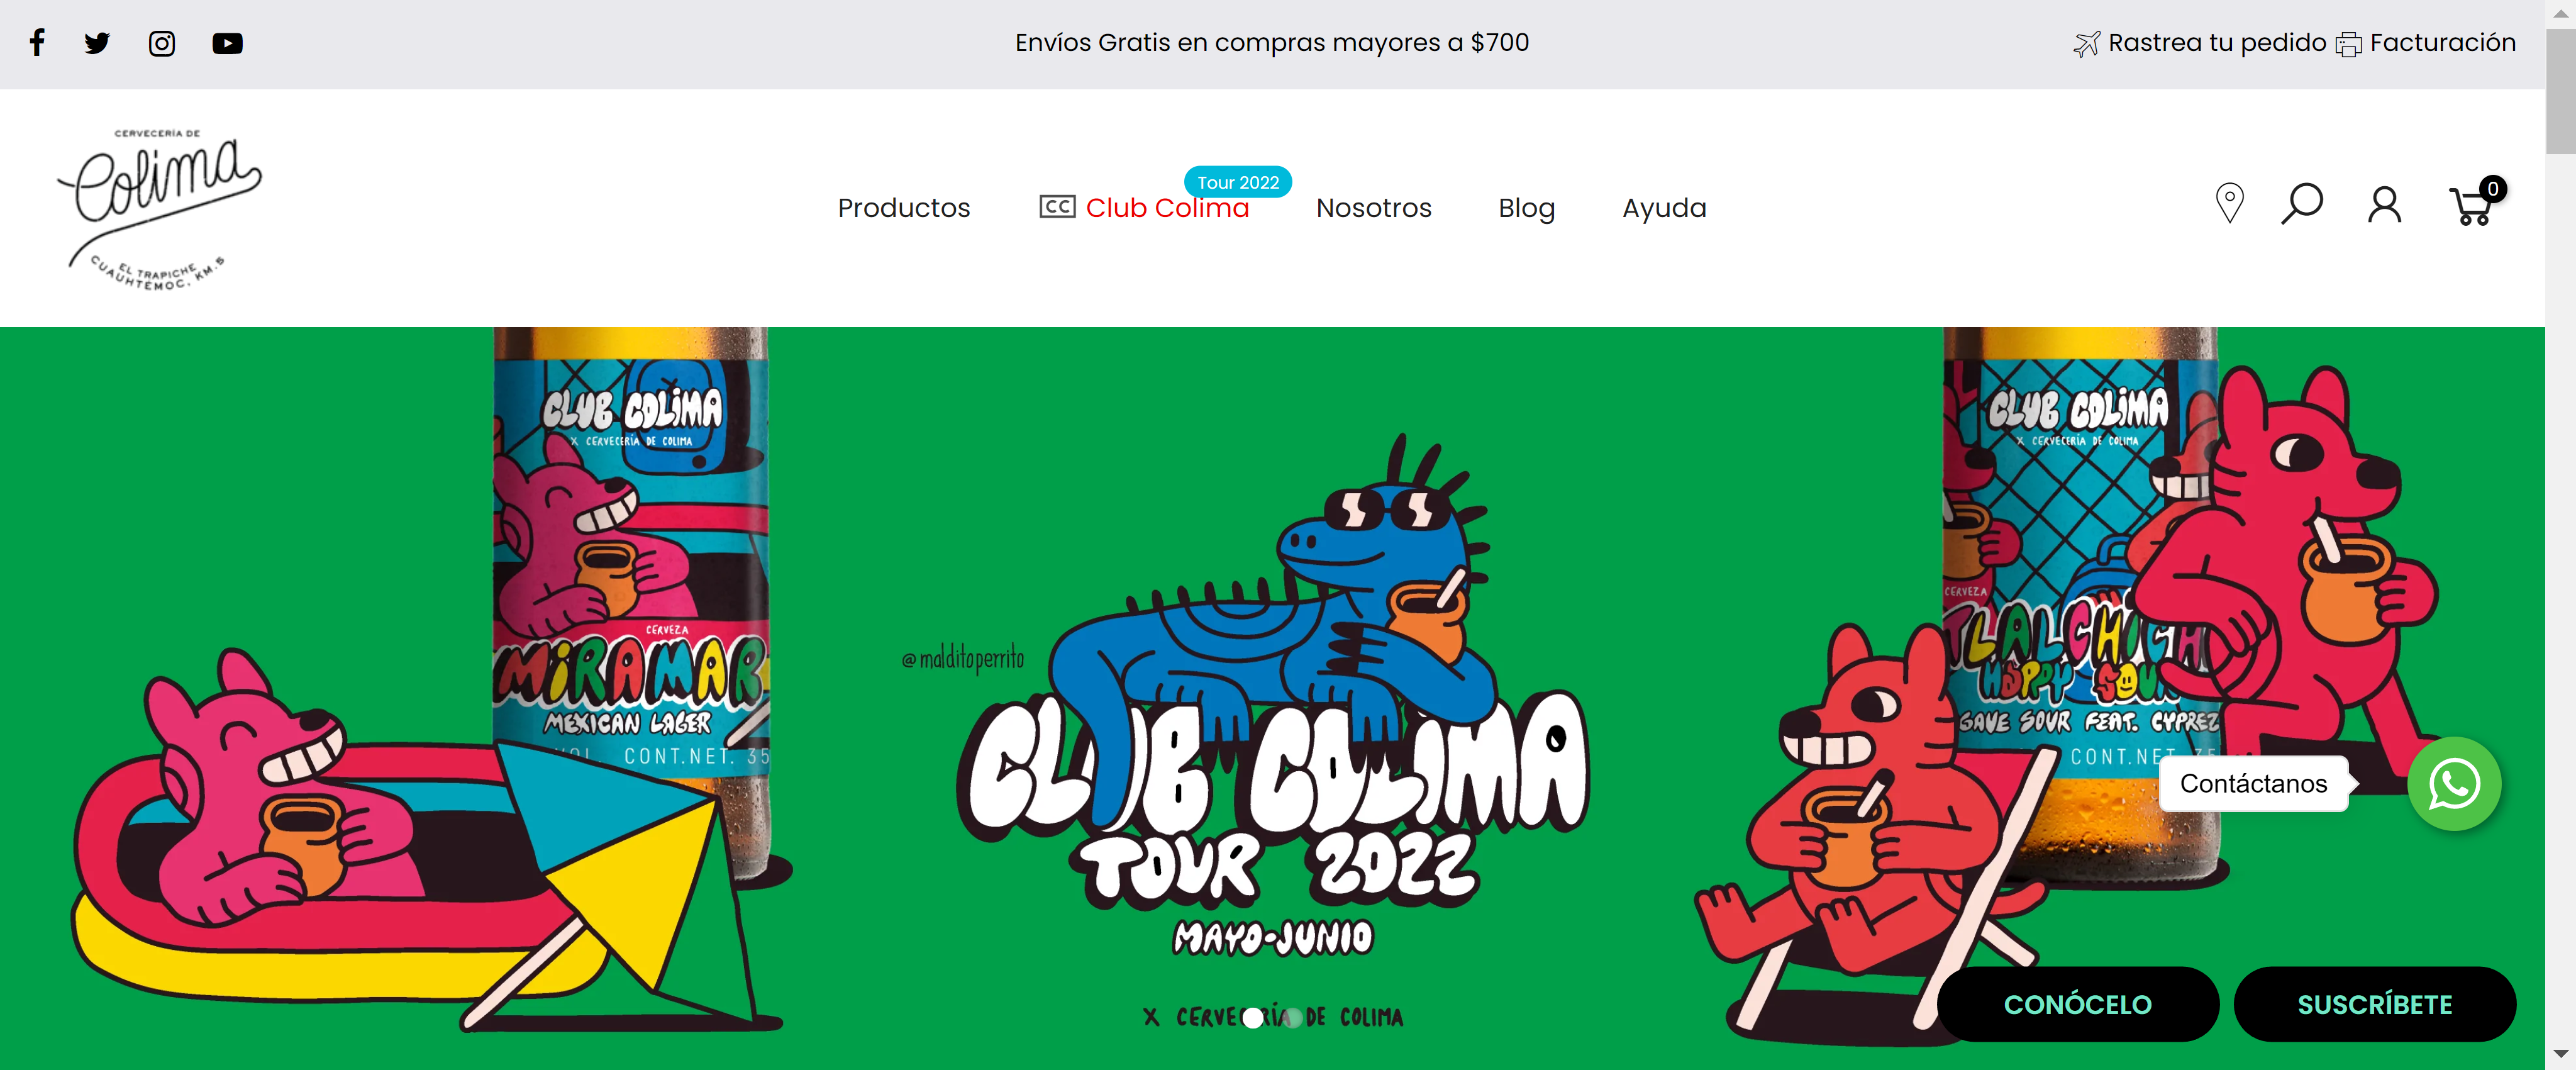 Envíos Gratis en compras mayores a $700
Rastrea tu pedido
Facturación
CERVECERÍA DE
Colima
EL TRAPICHE
CUAUHTÉMOC, KM.5
Productos
CC Club Colima
Tour 2022
Nosotros
Blog
Ayuda
0
CLUB COLIMA
X CERVECERÍA DE COLIMA
CERVEZA
MIRAMAR
MEXICAN LAGER
CONT.NET. 35
@malditoperrito
CLUB COLIMA
TOUR 2022
MAYO-JUNIO
X CERVECERÍA DE COLIMA
CLUB COLIMA
X CERVECERÍA DE COLIMA
CERVEZA
HOPPY SOUR
SOUR FEAT. CYPREZ
CONT.NET
Contáctanos
CONÓCELO
SUSCRÍBETE